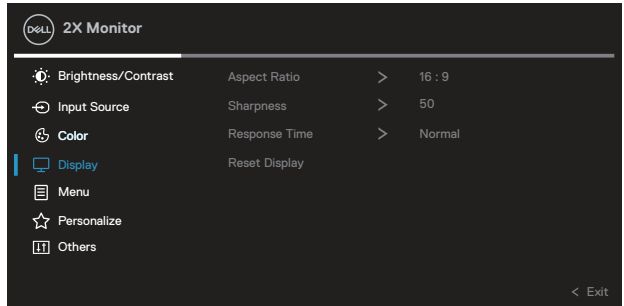 DELL 2X Monitor
Brightness/Contrast Aspect Ratio > 16 : 9
Input Source Sharpness > 50
Color Response Time > Normal
Display Reset Display
Menu
Personalize
Others
< Exit